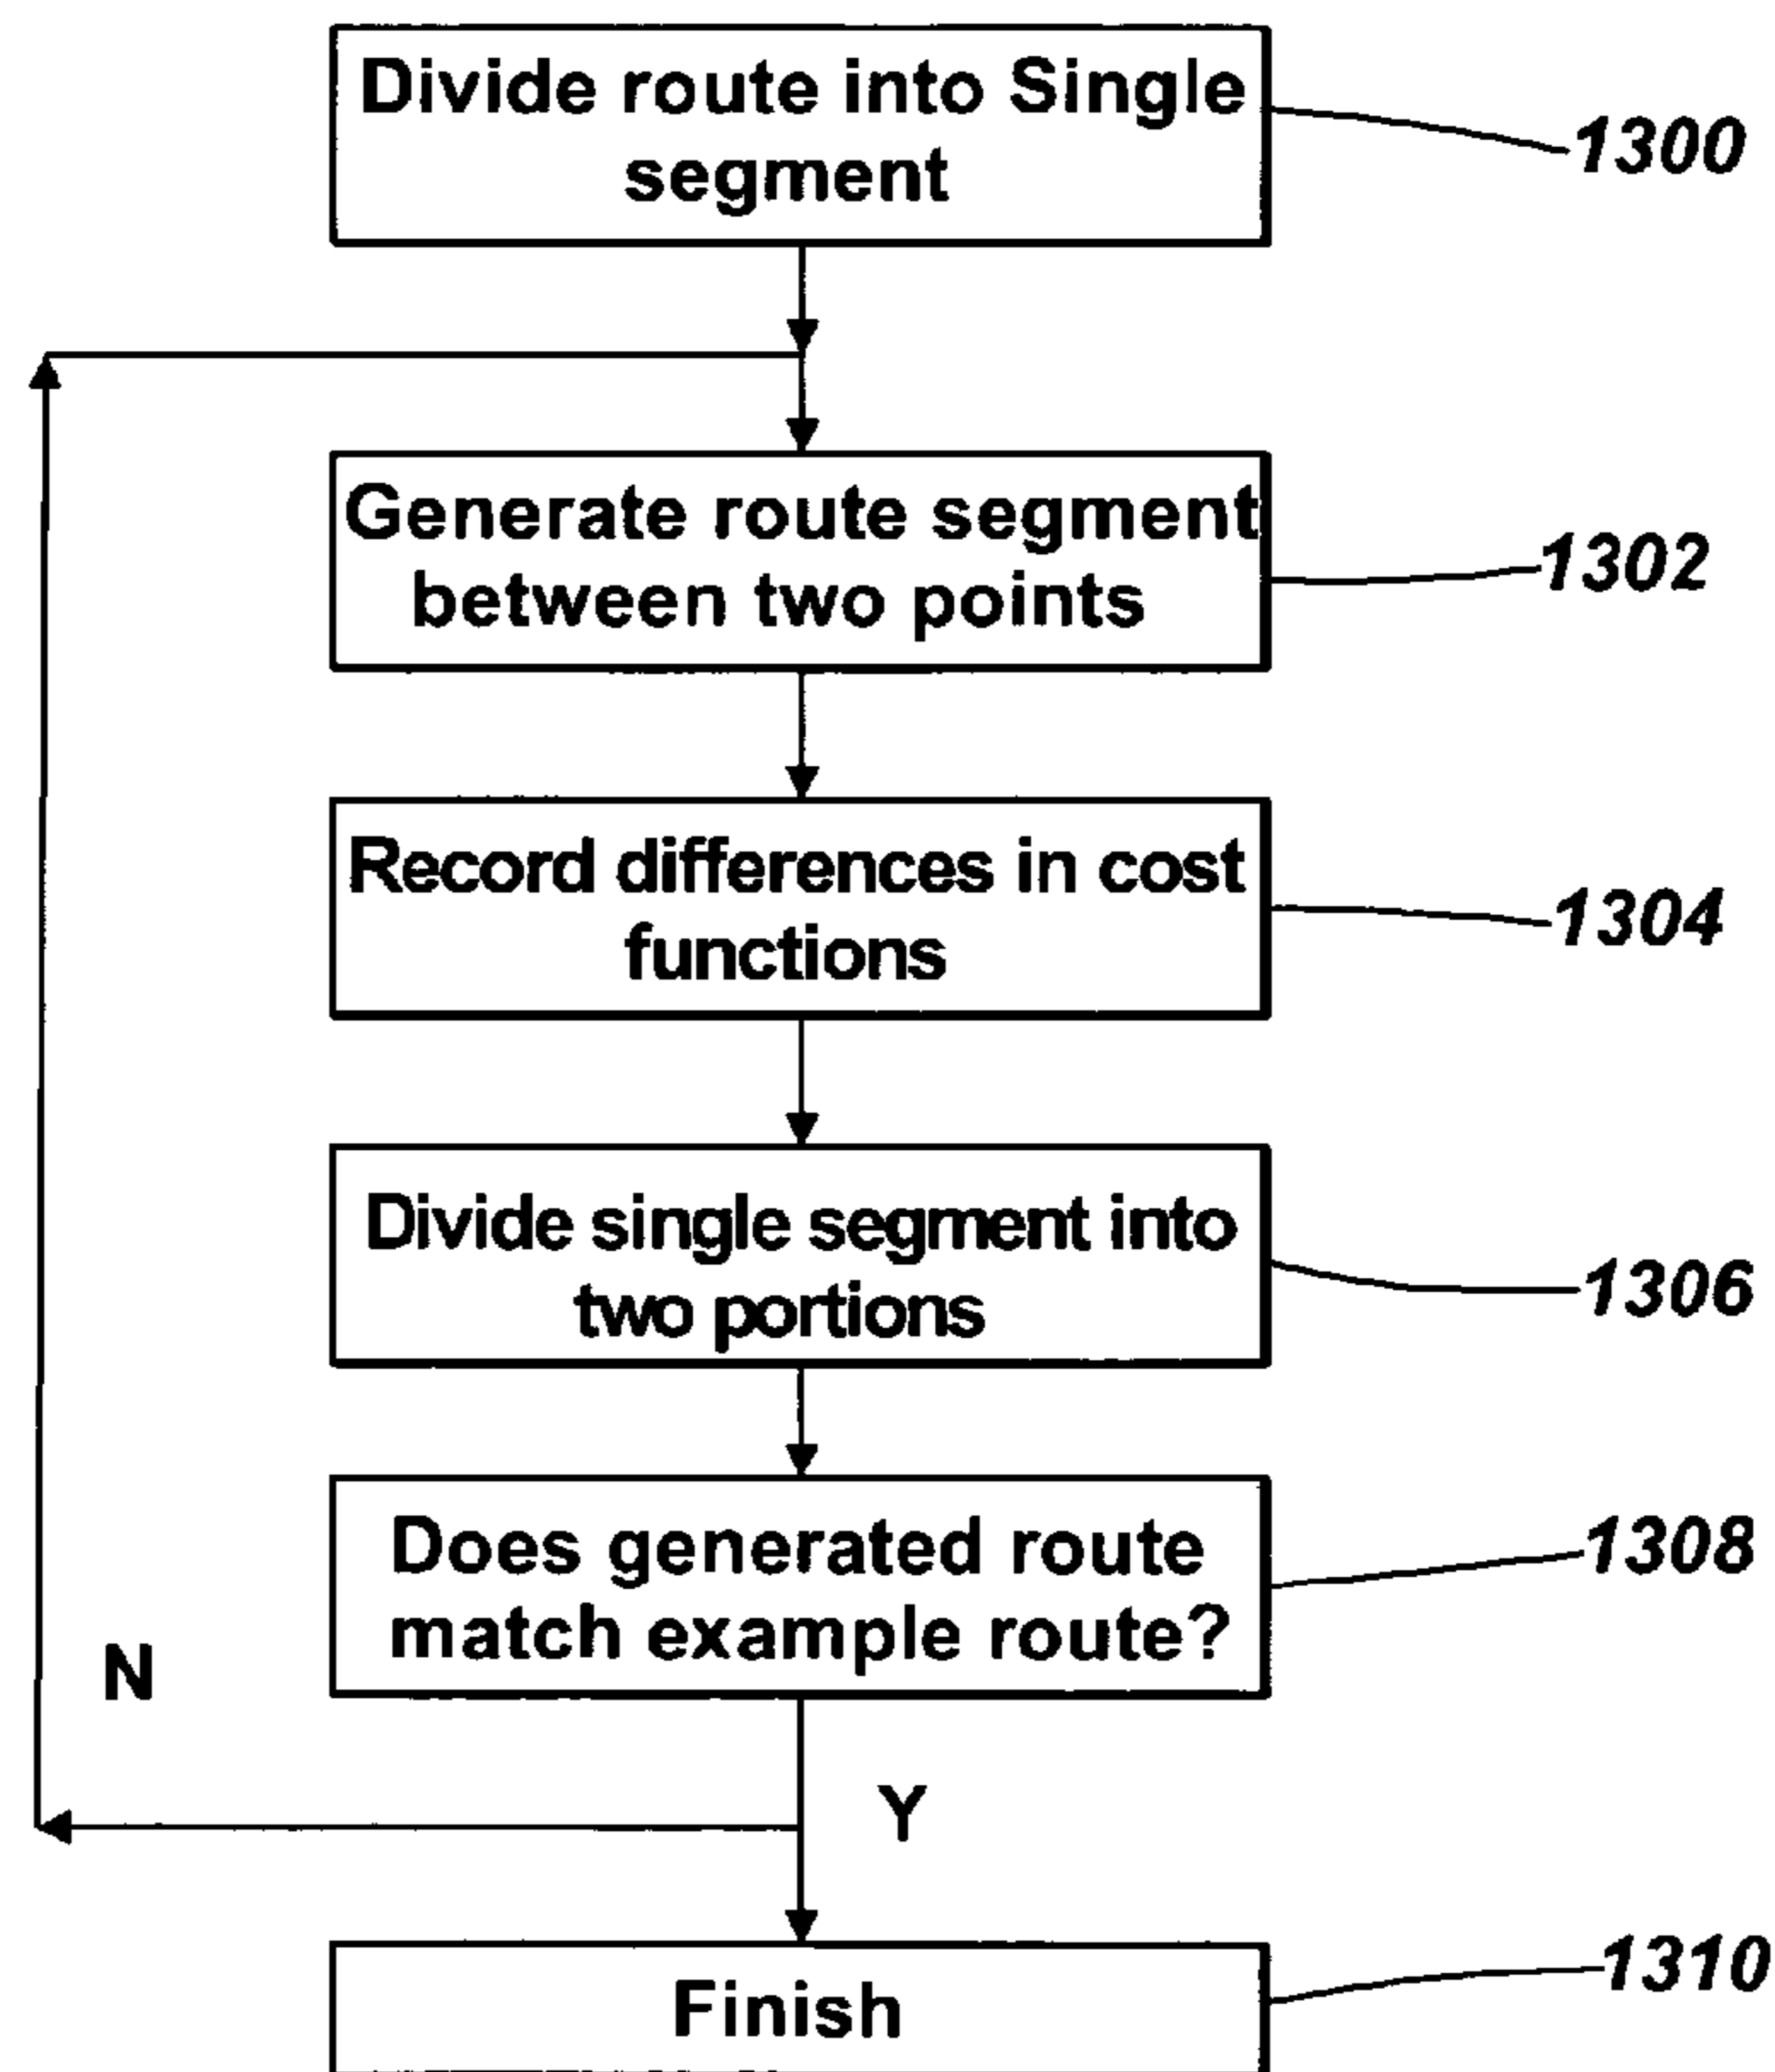 Divide route into Single
segment
1300
Generate route segment
between two points
1302
Record differences in cost
functions
1304
Divide single segment into
two portions
1306
Does generated route
match example route?
1308
N
Y
Finish
1310